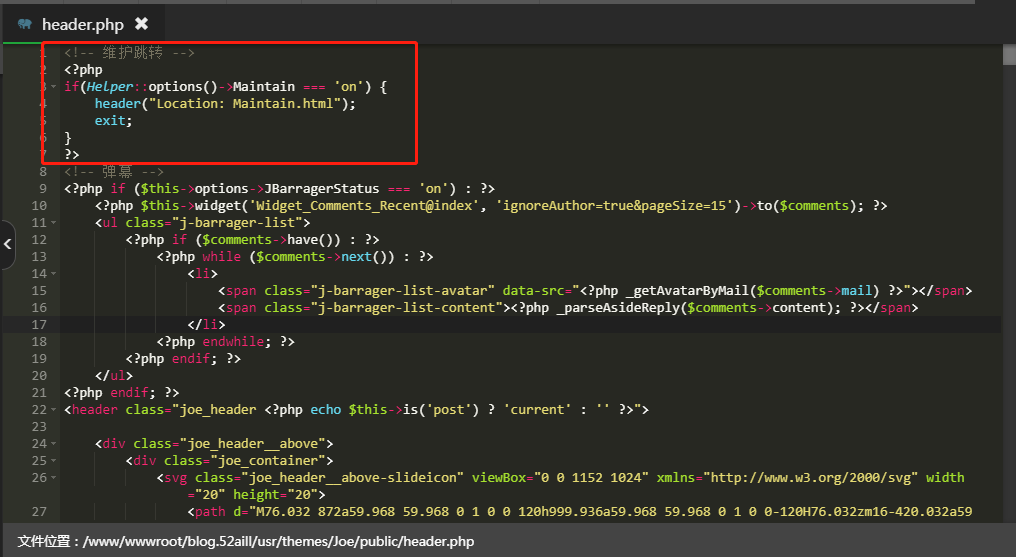 header.php ✖
1 <!-- 维护跳转 -->
2 <?php
3 if(Helper::options()->Maintain === 'on') {
4 header("Location: Maintain.html");
5 exit;
6 }
7 ?>
8 <!-- 弹幕 -->
9 <?php if ($this->options->JBarragerStatus === 'on') : ?>
10 <?php $this->widget('Widget_Comments_Recent@index', 'ignoreAuthor=true&pageSize=15')->to($comments); ?>
11 <ul class="j-barrager-list">
12 <?php if ($comments->have()) : ?>
13 <?php while ($comments->next()) : ?>
14 <li>
15 <span class="j-barrager-list-avatar" data-src="<?php _getAvatarByMail($comments->mail) ?>"></span>
16 <span class="j-barrager-list-content"><?php _parseAsideReply($comments->content); ?></span>
17 </li>
18 <?php endwhile; ?>
19 <?php endif; ?>
20 </ul>
21 <?php endif; ?>
22 <header class="joe_header <?php echo $this->is('post') ? 'current' : '' ?>">
23
24 <div class="joe_header__above">
25 <div class="joe_container">
26 <svg class="joe_header__above-slideicon" viewBox="0 0 1152 1024" xmlns="http://www.w3.org/2000/svg" width
="20" height="20">
27 <path d="M76.032 872a59.968 59.968 0 1 0 0 120h999.936a59.968 59.968 0 1 0 0-120H76.032zm16-420.032a59
文件位置：/www/wwwroot/blog.52aill/usr/themes/Joe/public/header.php